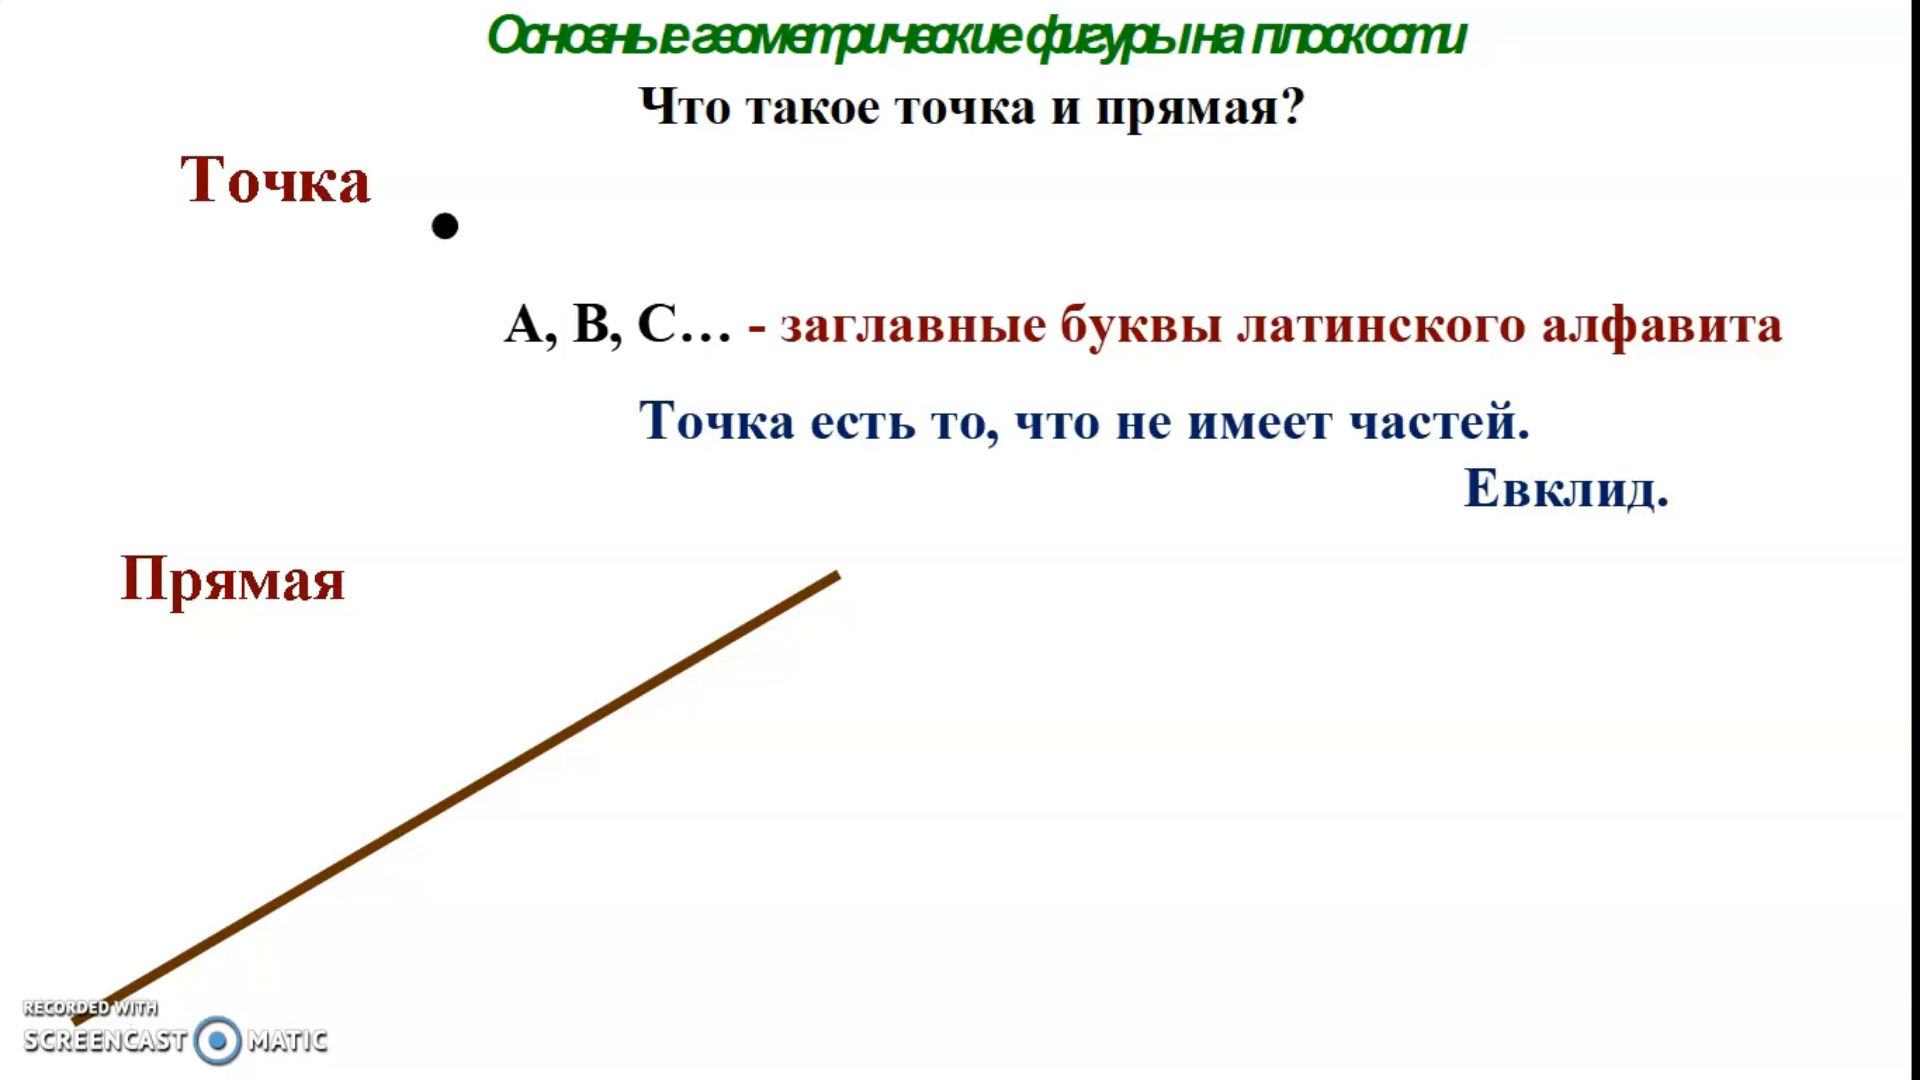 Основные геометрические фигуры на плоскости
Что такое точка и прямая?
Точка
А, В, С… - заглавные буквы латинского алфавита
Точка есть то, что не имеет частей.
Евклид.
Прямая
RECORDED WITH
SCREENCAST MATIC